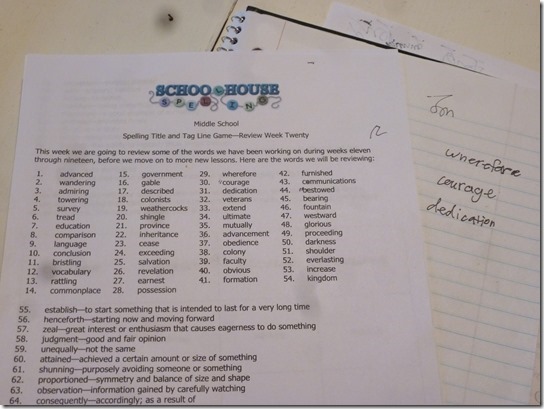 SCHOOLHOUSE
SPELLING
Middle School
Spelling Title and Tag Line Game—Review Week Twenty
This week we are going to review some of the words we have been working on during weeks eleven
through nineteen, before we move on to more new lessons. Here are the words we will be reviewing:
1. advanced 15. government 29. wherefore 42. furnished
2. wandering 16. gable 30. courage 43. communications
3. admiring 17. described 31. dedication 44. bestowed
4. towering 18. colonists 32. veterans 45. bearing
5. survey 19. weathercocks 33. extend 46. fountain
6. tread 20. shingle 34. ultimate 47. westward
7. education 21. province 35. mutually 48. glorious
8. comparison 22. inheritance 36. advancement 49. proceeding
9. language 23. cease 37. obedience 50. darkness
10. conclusion 24. exceeding 38. colony 51. shoulder
11. bristling 25. salvation 39. faculty 52. everlasting
12. vocabulary 26. revelation 40. obvious 53. increase
13. rattling 27. earnest 41. formation 54. kingdom
14. commonplace 28. possession
55. establish—to start something that is intended to last for a very long time
56. henceforth—starting now and moving forward
57. zeal—great interest or enthusiasm that causes eagerness to do something
58. judgment—good and fair opinion
59. unequally—not the same
60. attained—achieved a certain amount or size of something
61. shunning—purposely avoiding someone or something
62. proportioned—symmetry and balance of size and shape
63. observation—information gained by carefully watching
64. consequently—accordingly; as a result of
wherefore
courage
dedication